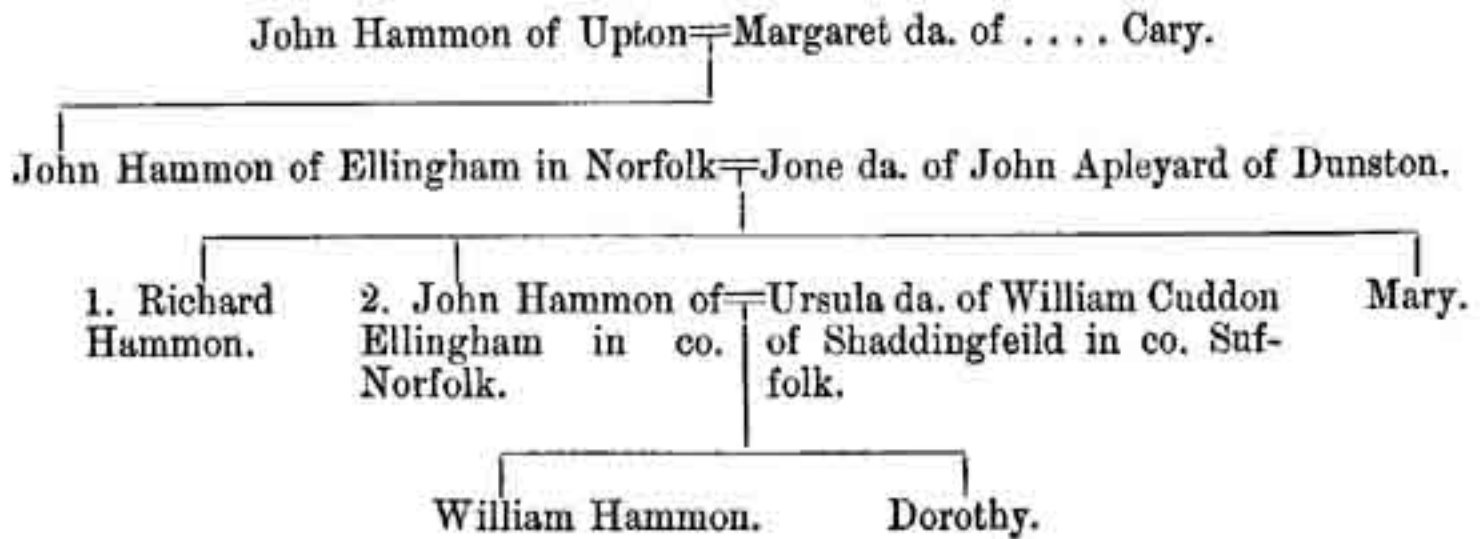 John Hammon of Upton=Margaret da. of .... Cary.
John Hammon of Ellingham in Norfolk=Jone da. of John Apleyard of Dunston.
1. Richard
Hammon.
2. John Hammon of=Ursula da. of William Cuddon
Ellingham in co. of Shaddingfeild in co. Suf-
Norfolk. folk.
Mary.
William Hammon. Dorothy.